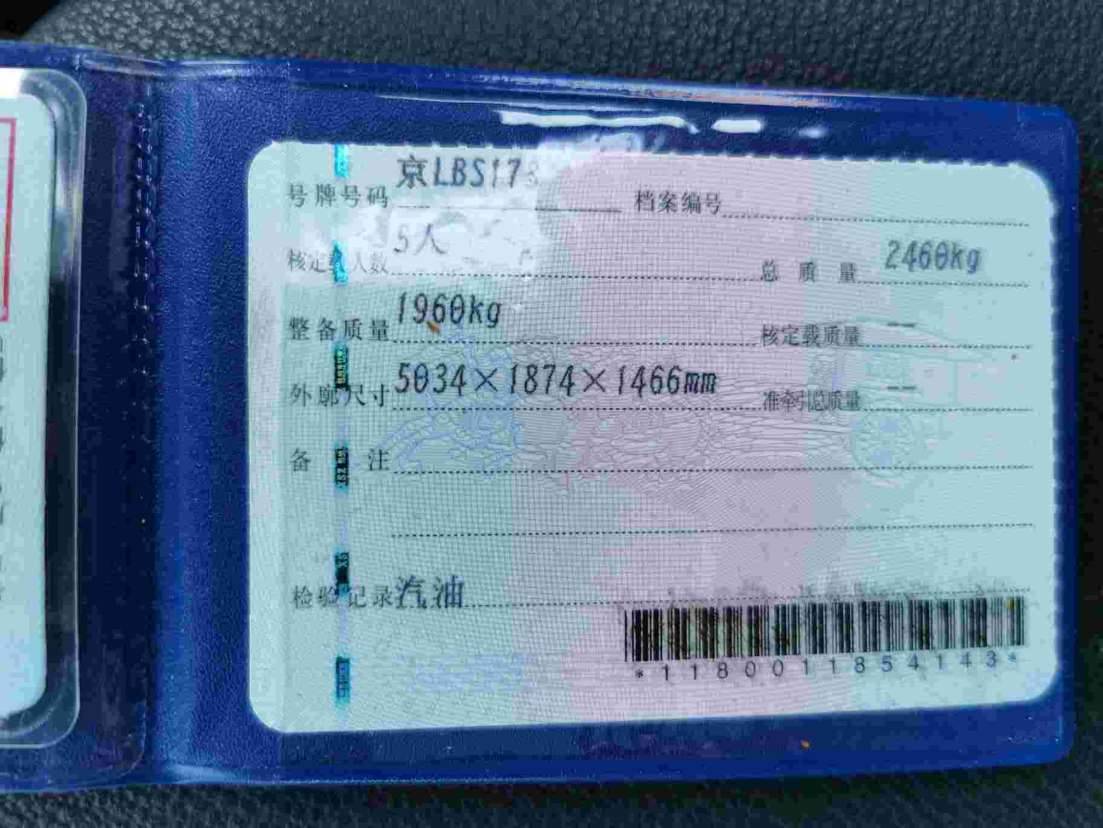 号牌号码 京LBS178 档案编号
核定载人数 5人 总质量 2460kg
整备质量 1960kg 核定载质量 --
外廓尺寸 5034×1874×1466mm 准牵引总质量 --
备注
检验记录 汽油
*1180011854143*